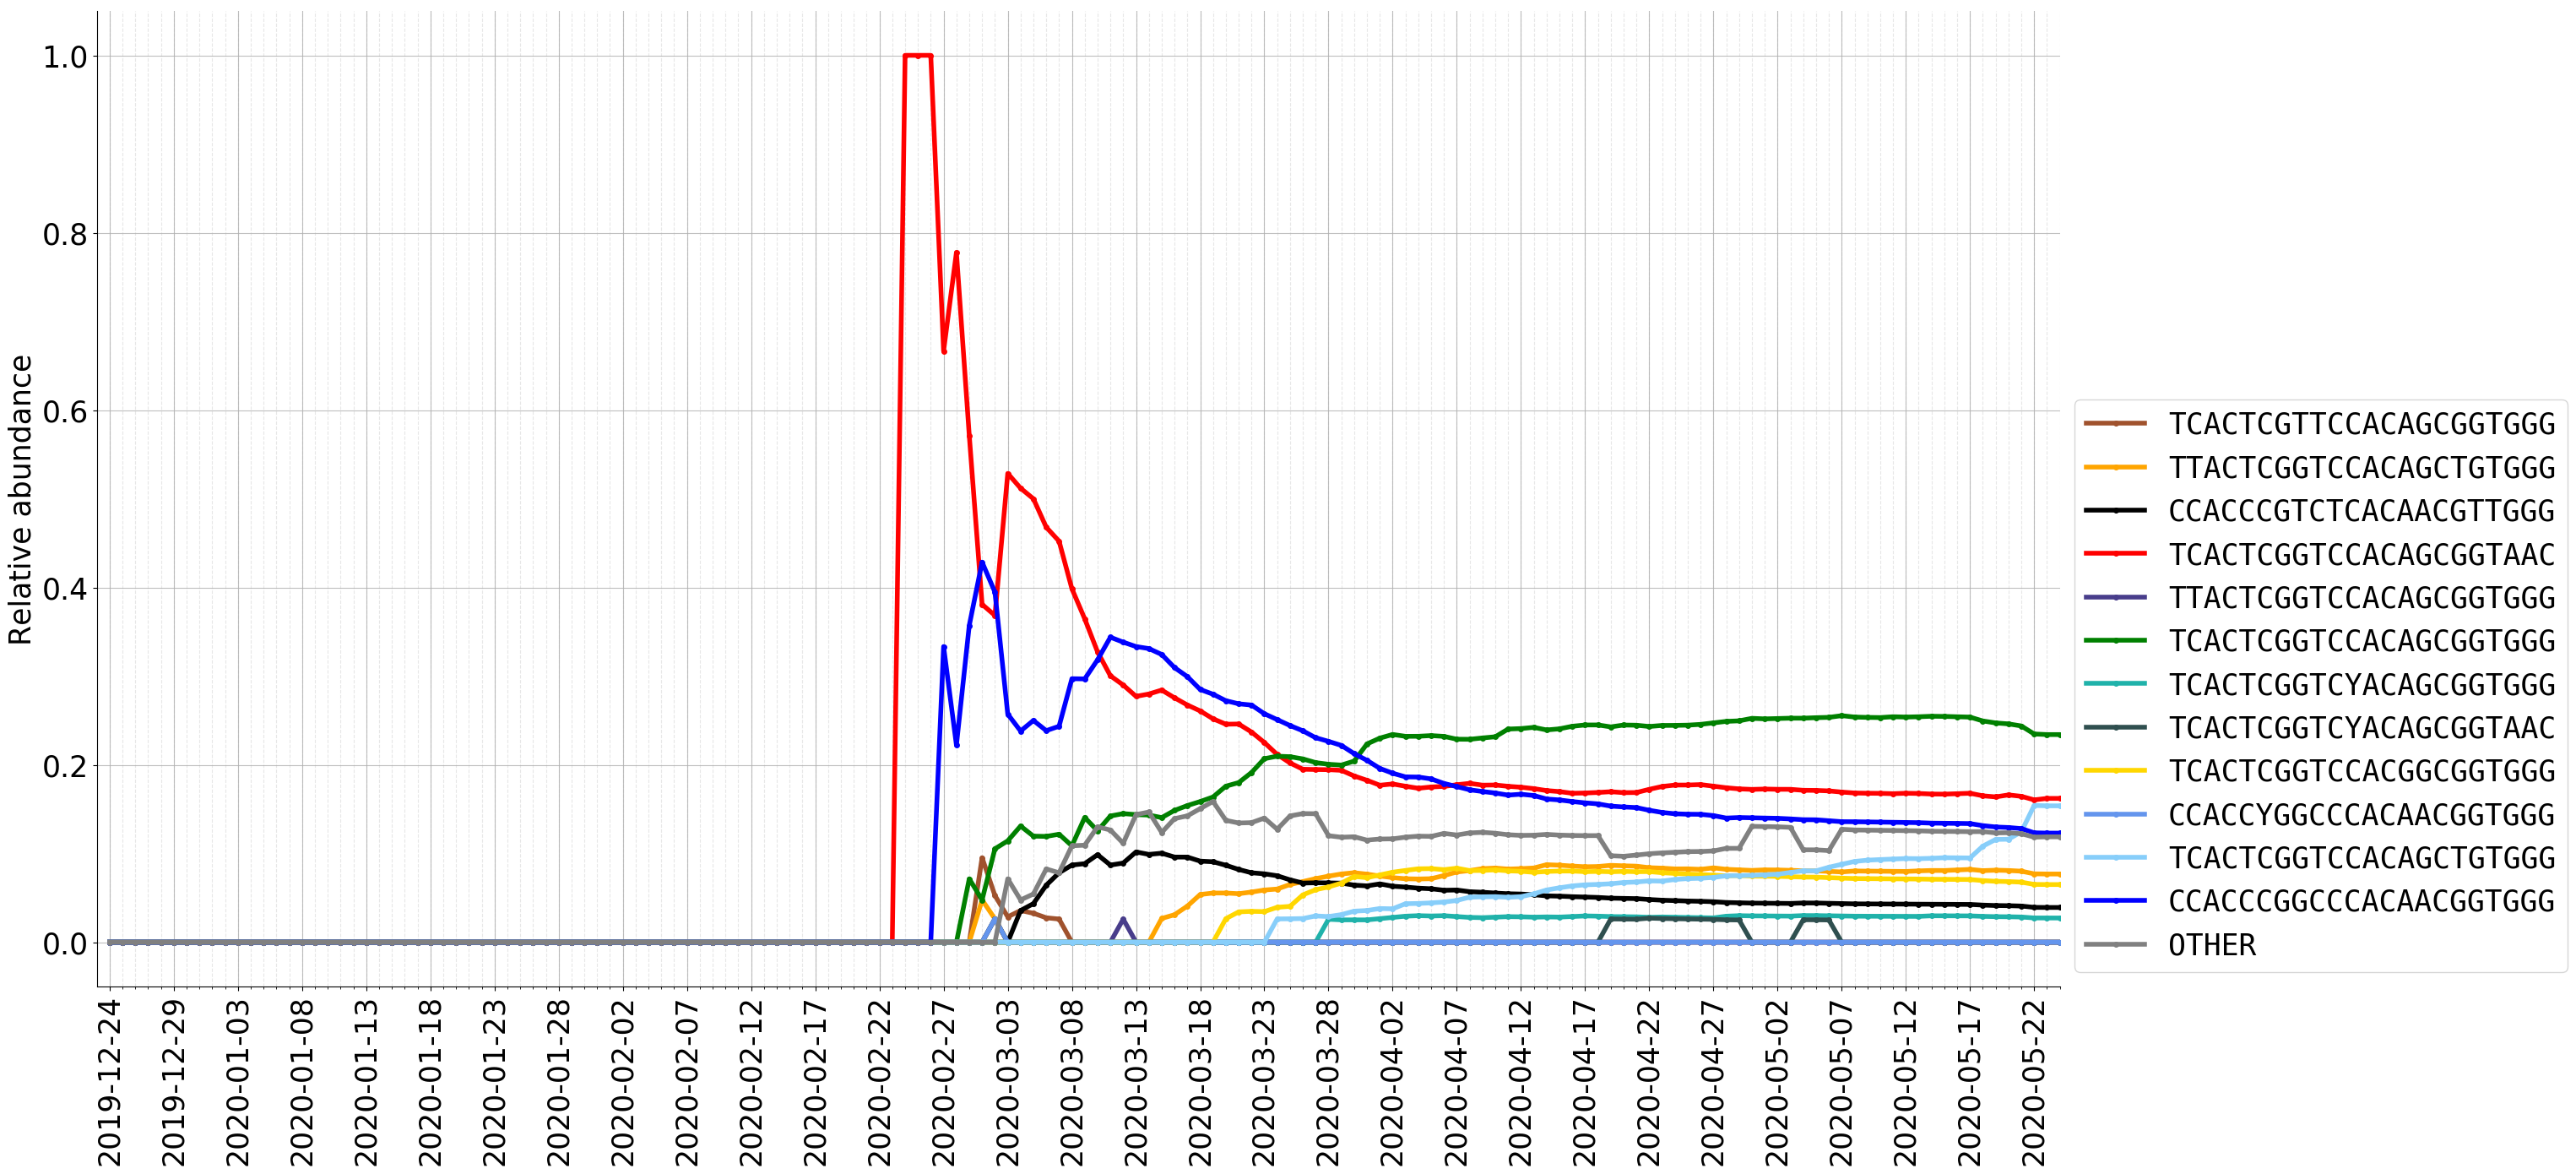 Relative abundance
1.0
0.8
0.6
0.4
0.2
0.0
2019-12-24
2019-12-29
2020-01-03
2020-01-08
2020-01-13
2020-01-18
2020-01-23
2020-01-28
2020-02-02
2020-02-07
2020-02-12
2020-02-17
2020-02-22
2020-02-27
2020-03-03
2020-03-08
2020-03-13
2020-03-18
2020-03-23
2020-03-28
2020-04-02
2020-04-07
2020-04-12
2020-04-17
2020-04-22
2020-04-27
2020-05-02
2020-05-07
2020-05-12
2020-05-17
2020-05-22
TCACTCGTTCCACAGCGGTGGG
TTACTCGGTCCACAGCTGTGGG
CCACCCGTCTCACAACGTTGGG
TCACTCGGTCCACAGCGGTAAC
TTACTCGGTCCACAGCGGTGGG
TCACTCGGTCCACAGCGGTGGG
TCACTCGGTCYACAGCGGTGGG
TCACTCGGTCYACAGCGGTAAC
TCACTCGGTCCACGGCGGTGGG
CCACCYGGCCCACAACGGTGGG
TCACTCGGTCCACAGCTGTGGG
CCACCCGGCCCACAACGGTGGG
OTHER